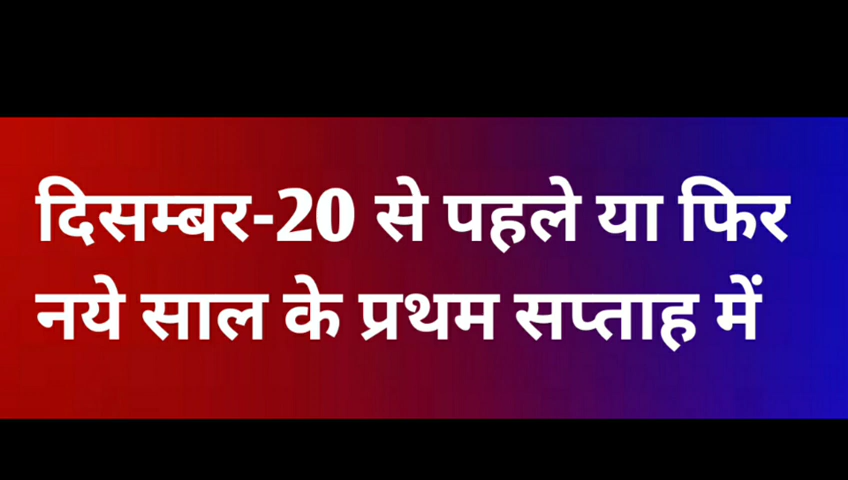 दिसम्बर-20 से पहले या फिर
नये साल के प्रथम सप्ताह में